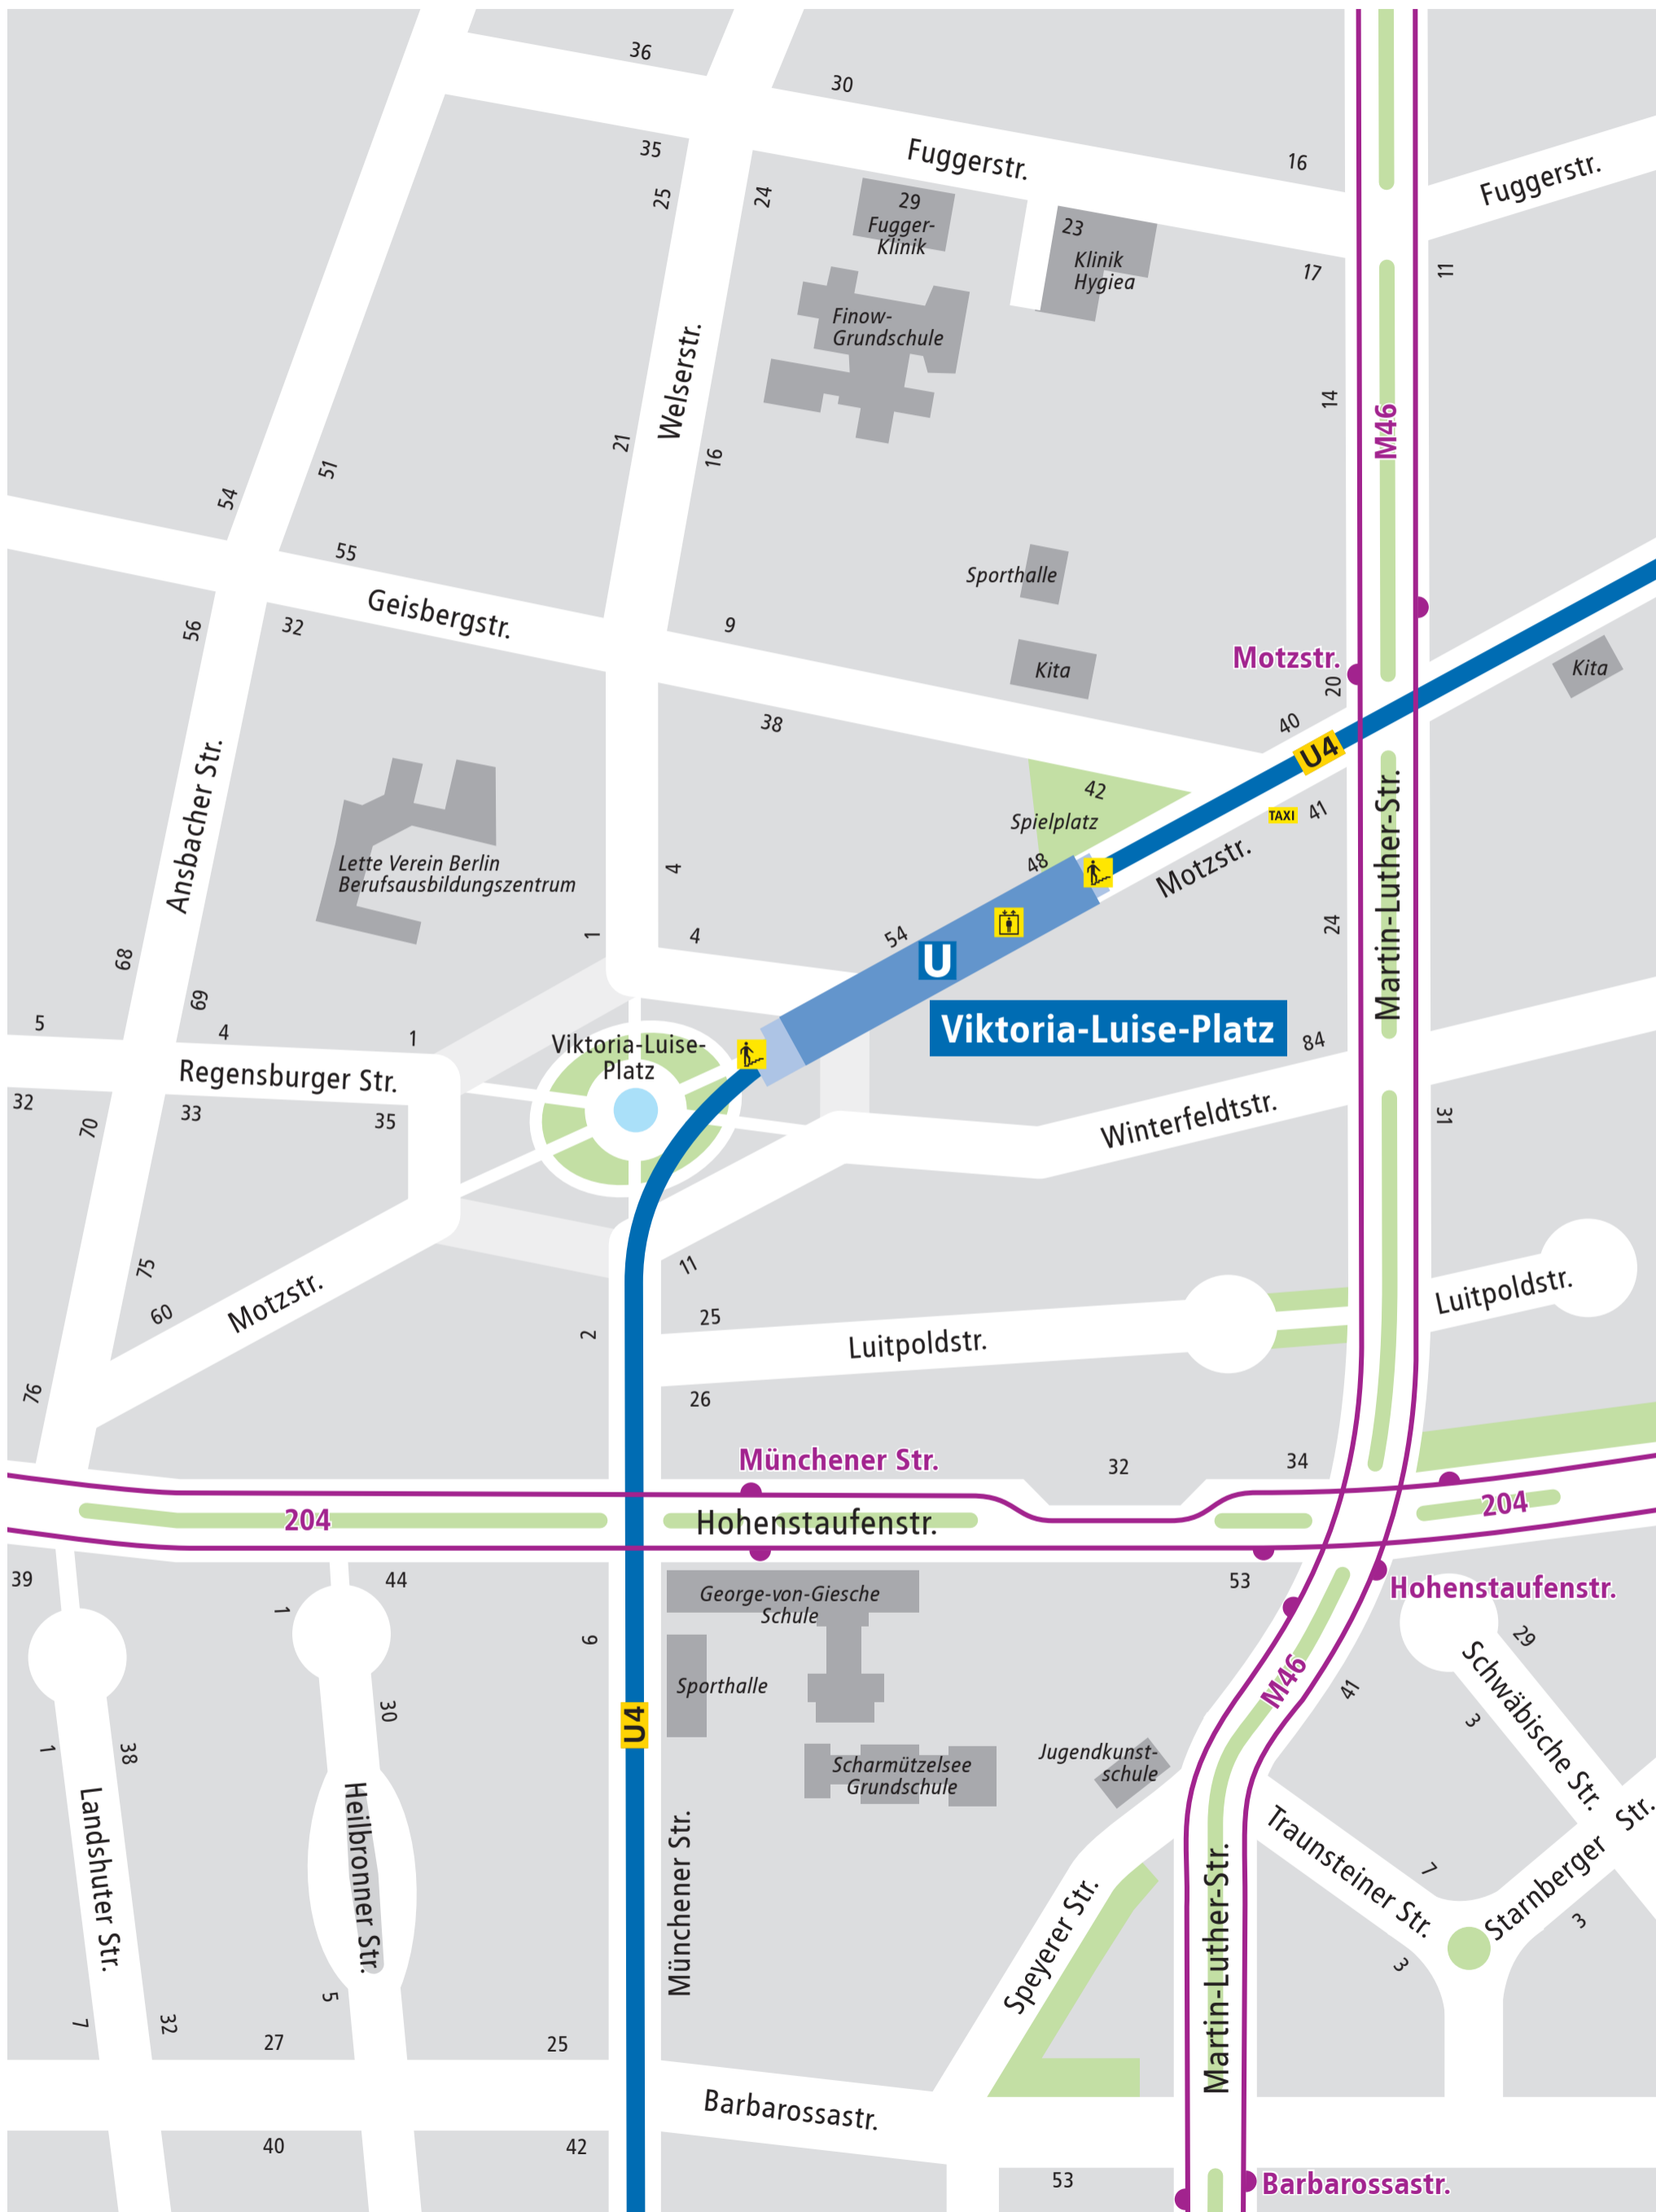 36
30
Fuggerstr.
35
25
24
16
Fuggerstr.
29
Fugger-
Klinik
23
Klinik
Hygiea
17
11
Finow-
Grundschule
Welserstr.
14
M46
21
16
51
54
55
Geisbergstr.
32
56
9
Sporthalle
Kita
Motzstr.
20
Kita
38
40
U4
42
TAXI
41
Spielplatz
48
Motzstr.
Martin-Luther-Str.
Ansbacher Str.
Lette Verein Berlin
Berufsausbildungszentrum
4
1
4
54
24
68
69
U
Viktoria-Luise-Platz
5
4
1
Viktoria-Luise-
Platz
84
Regensburger Str.
32
70
33
35
Winterfeldtstr.
31
75
60
Motzstr.
11
2
25
Luitpoldstr.
Luitpoldstr.
76
26
Münchener Str.
32
34
204
Hohenstaufenstr.
204
39
1
44
53
Hohenstaufenstr.
George-von-Giesche
Schule
9
29
Sporthalle
M46
41
Schwäbische Str.
3
30
U4
1
38
Jugendkunst-
schule
Scharmützelsee
Grundschule
Landshuter Str.
Heilbronner Str.
Münchener Str.
Traunsteiner Str.
7
Starnberger Str.
3
3
Speyerer Str.
Martin-Luther-Str.
5
7
32
27
25
Barbarossastr.
40
42
53
Barbarossastr.